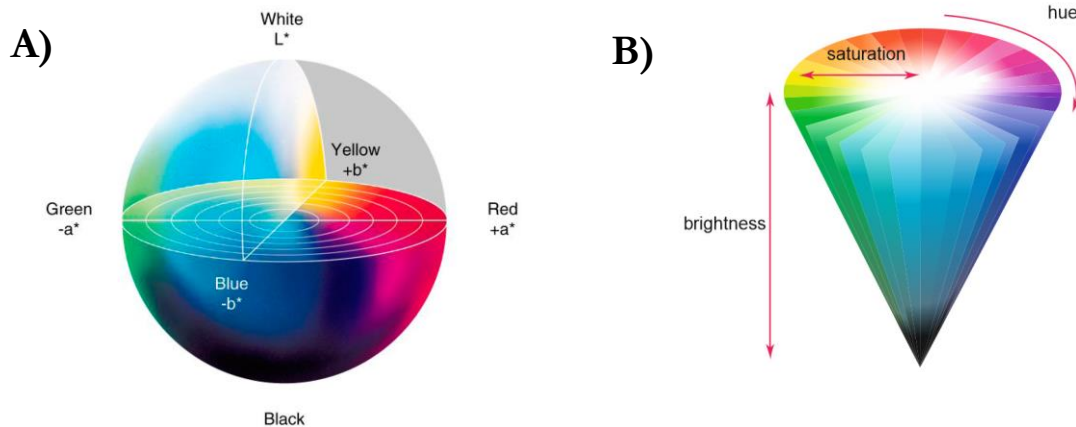 A)
White
L*
Yellow
+b*
Green
-a*
Red
+a*
Blue
-b*
Black
B)
hue
saturation
brightness